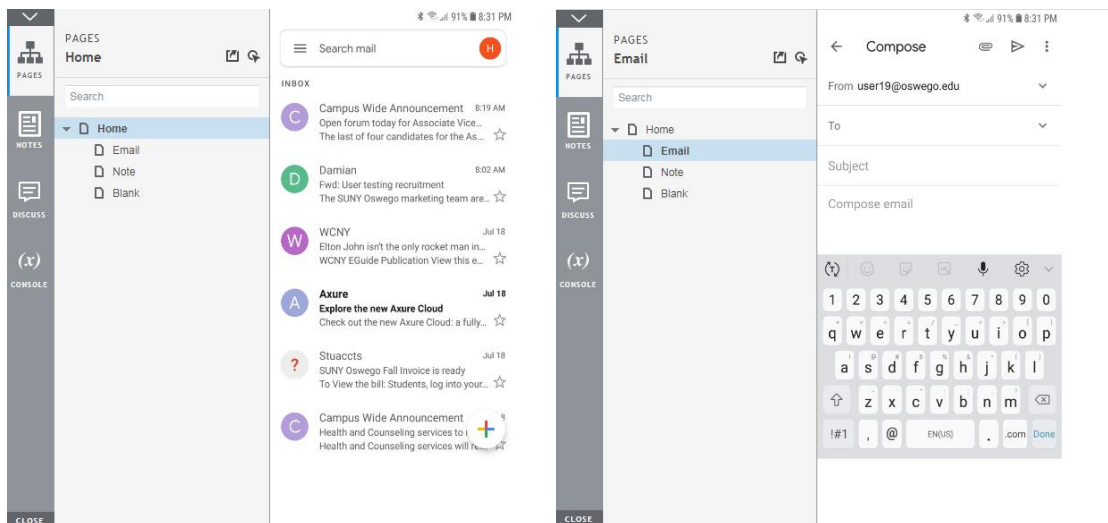 91% 8:31 PM
PAGES
Home
PAGES
Search
Home
Email
Note
Blank
NOTES
DISCUSS
(x)
CONSOLE
CLOSE
Search mail
H
INBOX
C
Campus Wide Announcement 8:19 AM
Open forum today for Associate Vice...
The last of four candidates for the As...
D
Damian 8:02 AM
Fwd: User testing recruitment
The SUNY Oswego marketing team are...
W
WCNY Jul 18
Elton John isn't the only rocket man in...
WCNY EGuide Publication View this e...
A
Axure Jul 18
Explore the new Axure Cloud
Check out the new Axure Cloud: a fully...
?
Stuaccts Jul 18
SUNY Oswego Fall Invoice is ready
To View the bill: Students, log into your...
C
Campus Wide Announcement
Health and Counseling services to
Health and Counseling services will
91% 8:31 PM
PAGES
Email
PAGES
Search
Home
Email
Note
Blank
NOTES
DISCUSS
(x)
CONSOLE
CLOSE
Compose
From user19@oswego.edu
To
Subject
Compose email
(T)
1 2 3 4 5 6 7 8 9 0
q w e r t y u i o p
a s d f g h j k l
z x c v b n m
!#1 , @ EN(US) . .com Done